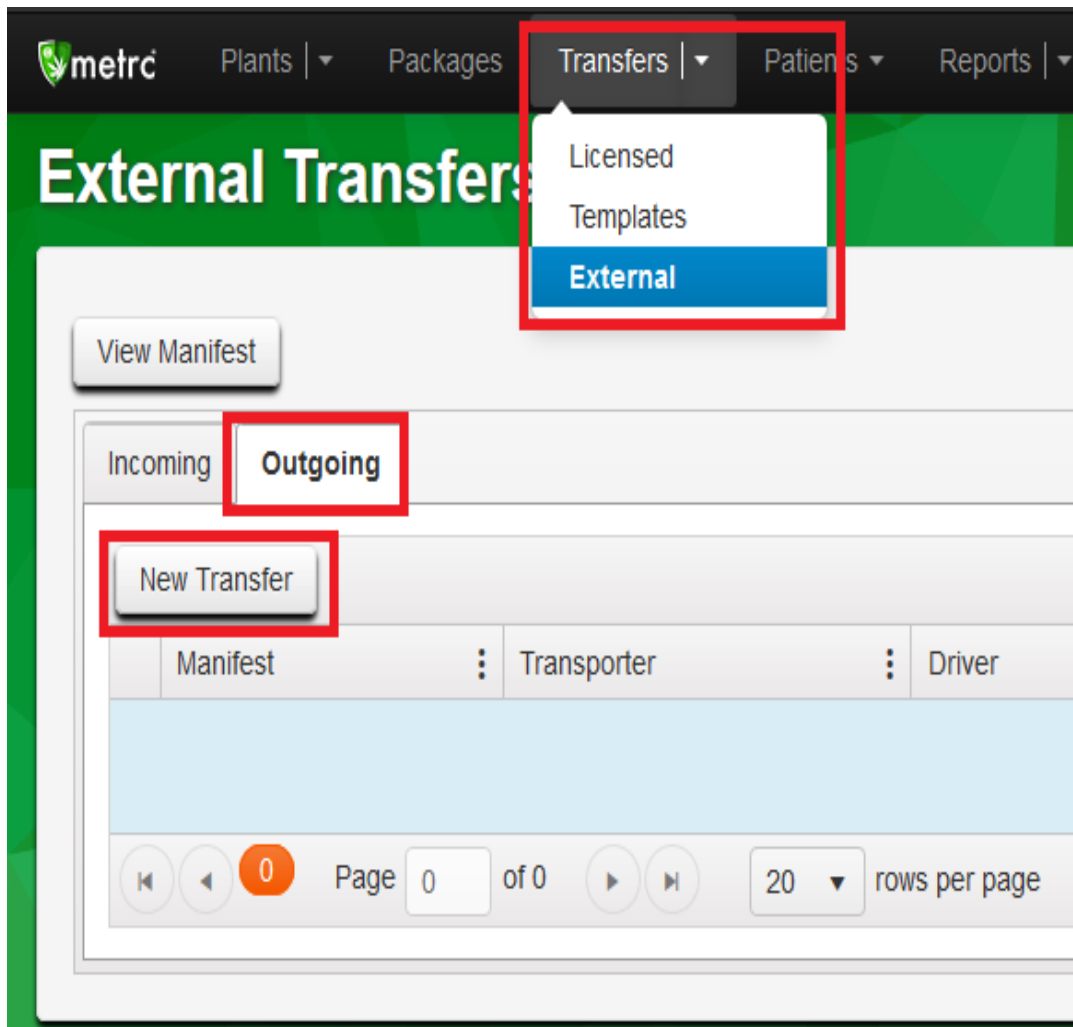 metrc Plants Packages Transfers Patients Reports
External Transfers
Licensed
Templates
External
View Manifest
Incoming Outgoing
New Transfer
Manifest Transporter Driver
0 Page 0 of 0 20 rows per page